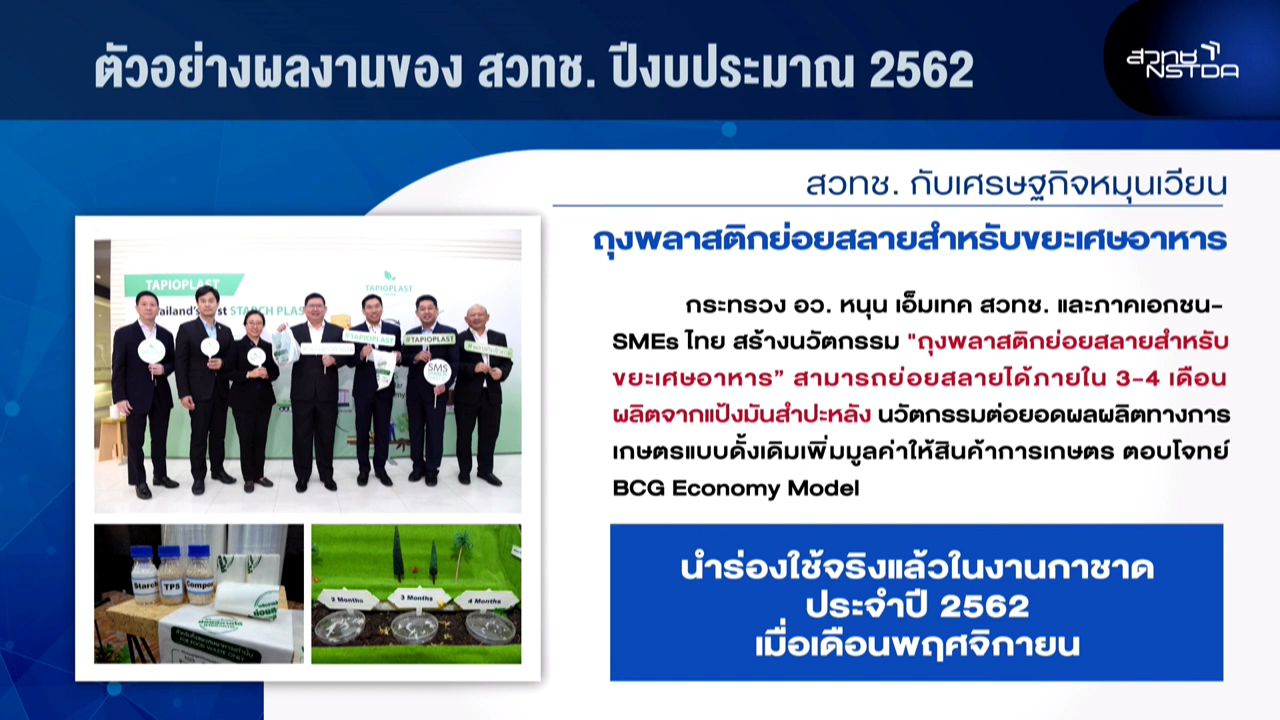 ตัวอย่างผลงานของ สวทช. ปีงบประมาณ 2562
สวทช
NSTDA
สวทช. กับเศรษฐกิจหมุนเวียน
ถุงพลาสติกย่อยสลายสำหรับขยะเศษอาหาร
กระทรวง อว. หนุน เอ็มเทค สวทช. และภาคเอกชน-
SMEs ไทย สร้างนวัตกรรม "ถุงพลาสติกย่อยสลายสำหรับ
ขยะเศษอาหาร" สามารถย่อยสลายได้ภายใน 3-4 เดือน
ผลิตจากแป้งมันสำปะหลัง นวัตกรรมต่อยอดผลผลิตทางการ
เกษตรแบบดั้งเดิมเพิ่มมูลค่าให้สินค้าการเกษตร ตอบโจทย์
BCG Economy Model
นำร่องใช้จริงแล้วในงานกาชาด
ประจำปี 2562
เมื่อเดือนพฤศจิกายน
TAPIOPLAST
TAPIOPLAST
STARCH
#TAPIOPLAST
#TAPIOPLAST
SMS
Starch
TPS
FOR FOOD WASTE ONLY
2 Months
3 Months
4 Months